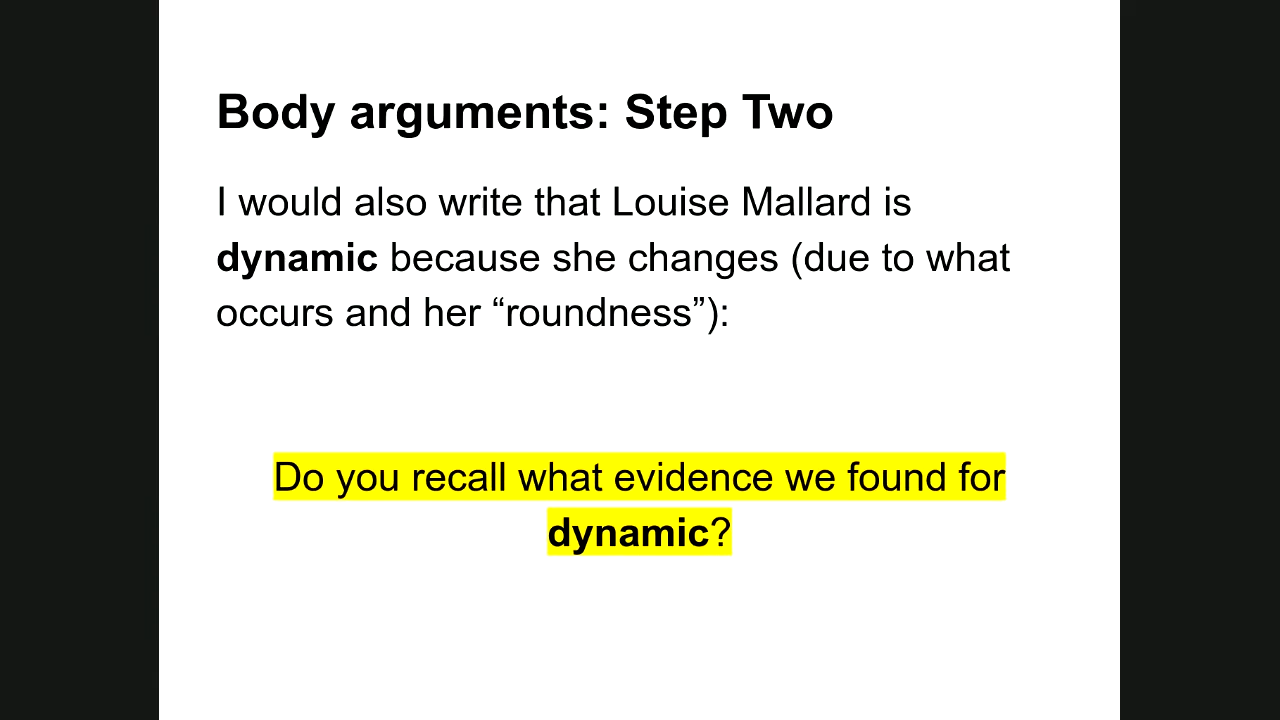 Body arguments: Step Two
I would also write that Louise Mallard is
dynamic because she changes (due to what
occurs and her “roundness”):
Do you recall what evidence we found for
dynamic?